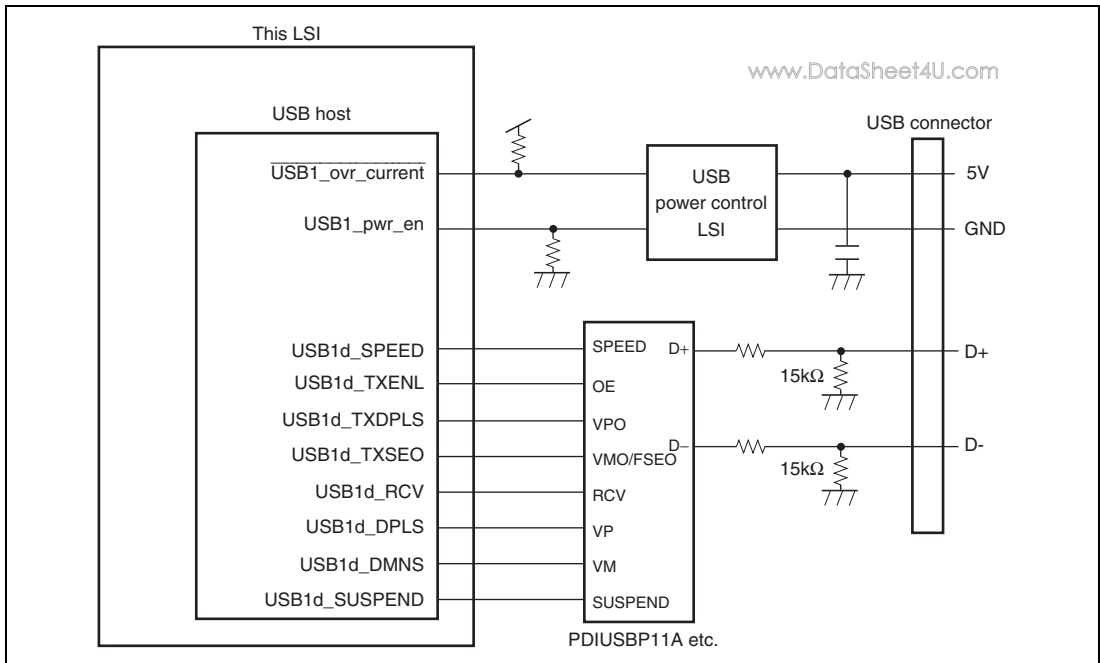 This LSI
www.DataSheet4U.com
USB host
USB connector
USB1_ovr_current
USB1_pwr_en
USB
power control
LSI
5V
GND
USB1d_SPEED
USB1d_TXENL
USB1d_TXDPLS
USB1d_TXSEO
USB1d_RCV
USB1d_DPLS
USB1d_DMNS
USB1d_SUSPEND
SPEED
OE
VPO
VMO/FSEO
RCV
VP
VM
SUSPEND
D+
D−
15kΩ
15kΩ
D+
D-
PDIUSBP11A etc.